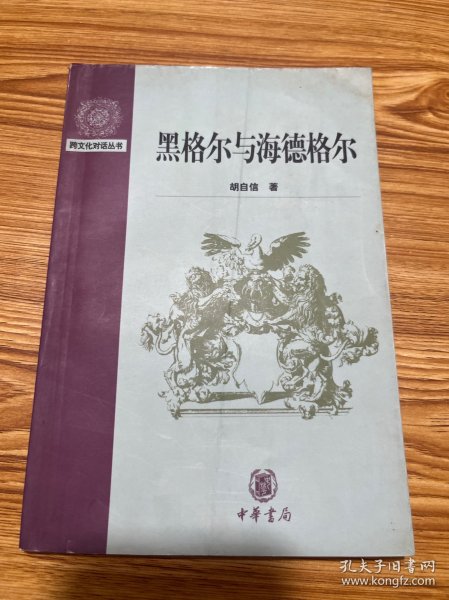 跨文化对话丛书
黑格尔与海德格尔
胡自信 著
中華書局
孔夫子旧书网
www.kongfz.com